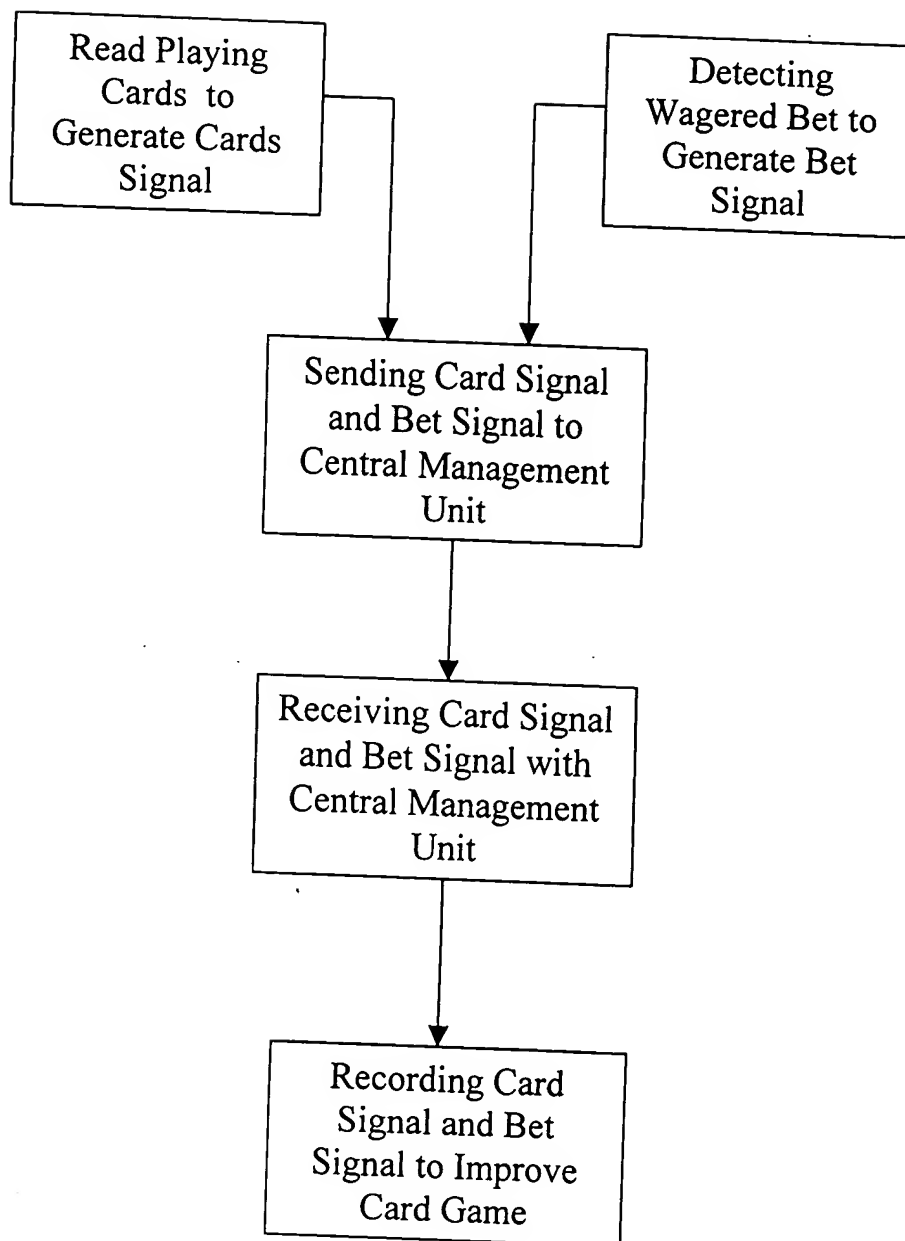 Read Playing
Cards to
Generate Cards
Signal
Detecting
Wagered Bet to
Generate Bet
Signal
Sending Card Signal
and Bet Signal to
Central Management
Unit
Receiving Card Signal
and Bet Signal with
Central Management
Unit
Recording Card
Signal and Bet
Signal to Improve
Card Game